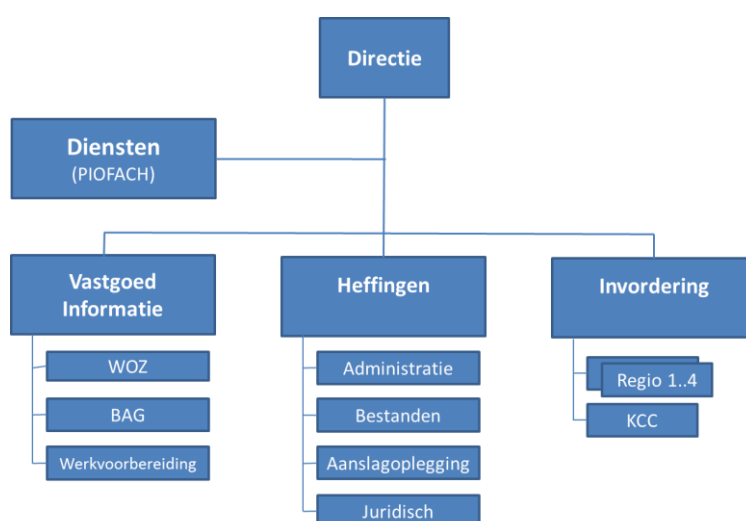 Directie
Diensten
(PIOFACH)
Vastgoed
Informatie
WOZ
BAG
Werkvoorbereiding
Heffingen
Administratie
Bestanden
Aanslagoplegging
Juridisch
Invordering
Regio 1..4
KCC